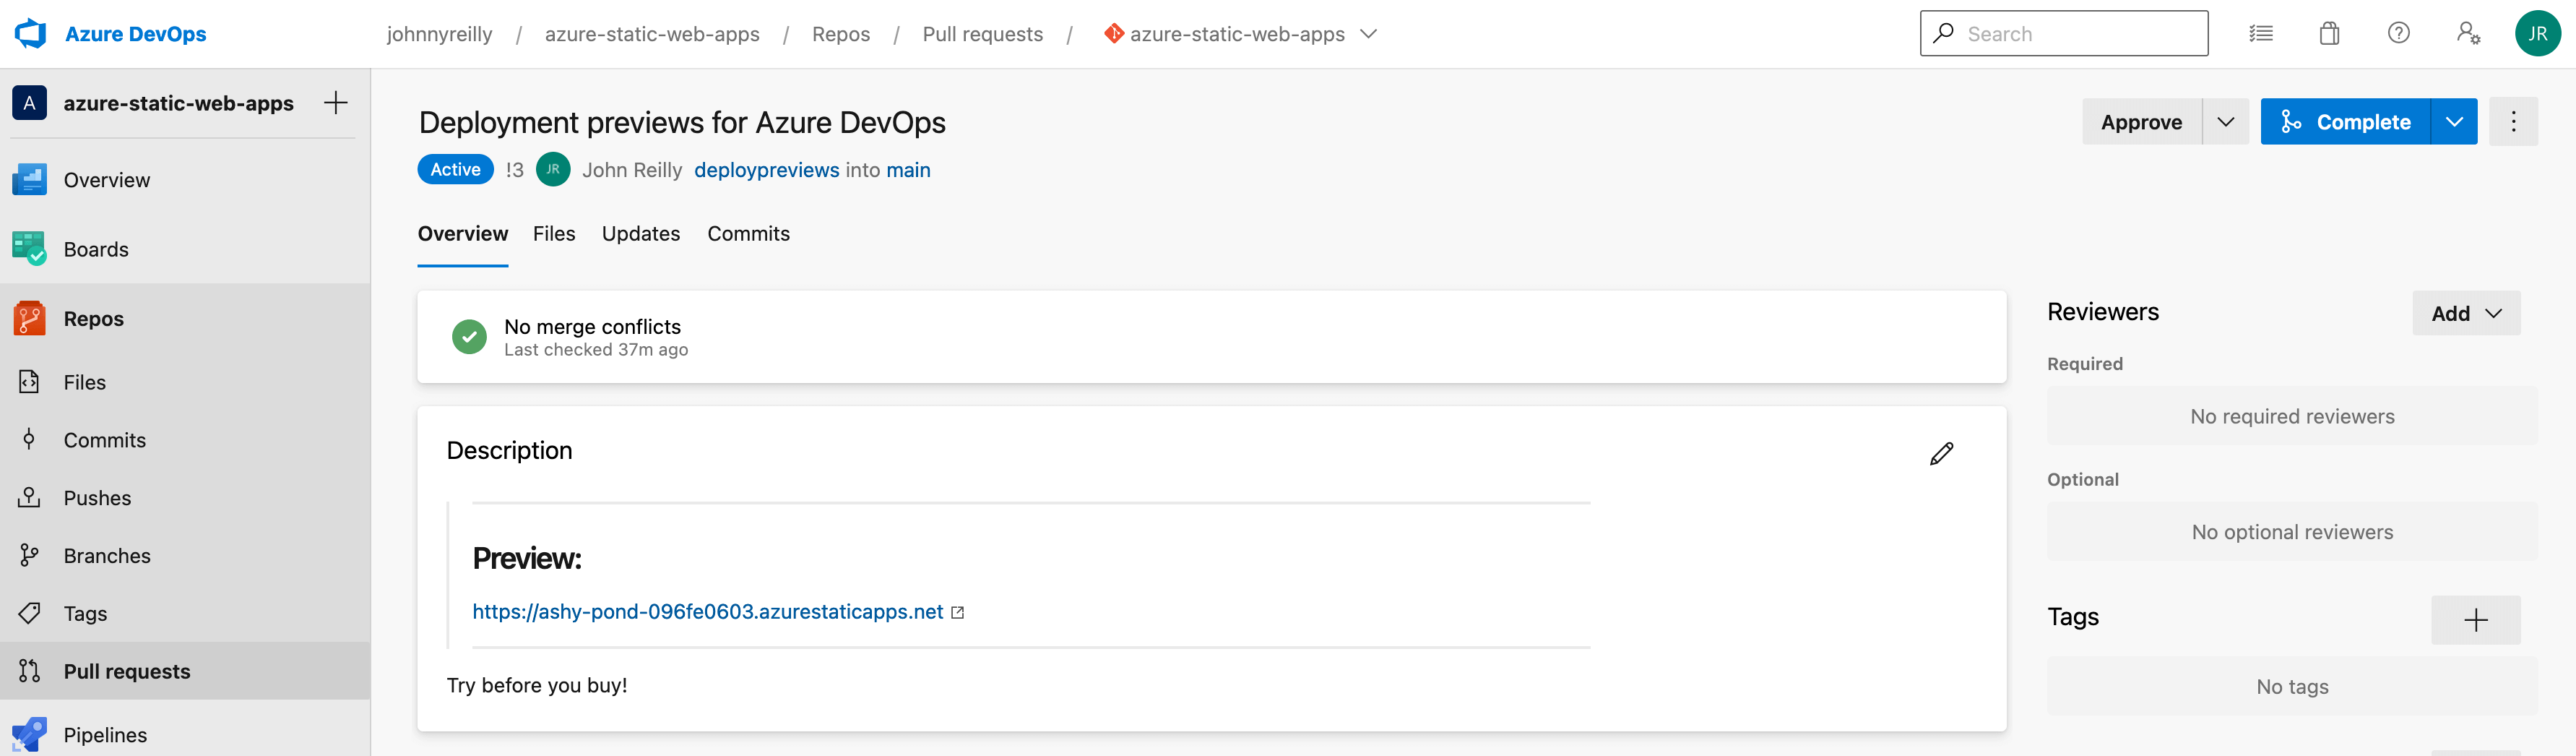 Azure DevOps
johnnyreilly / azure-static-web-apps / Repos / Pull requests / azure-static-web-apps
Search
JR
A azure-static-web-apps
Overview
Boards
Repos
Files
Commits
Pushes
Branches
Tags
Pull requests
Pipelines
Deployment previews for Azure DevOps
Approve
Complete
Active !3 JR John Reilly deploypreviews into main
Overview Files Updates Commits
No merge conflicts
Last checked 37m ago
Description
Preview:
https://ashy-pond-096fe0603.azurestaticapps.net
Try before you buy!
Reviewers
Add
Required
No required reviewers
Optional
No optional reviewers
Tags
No tags